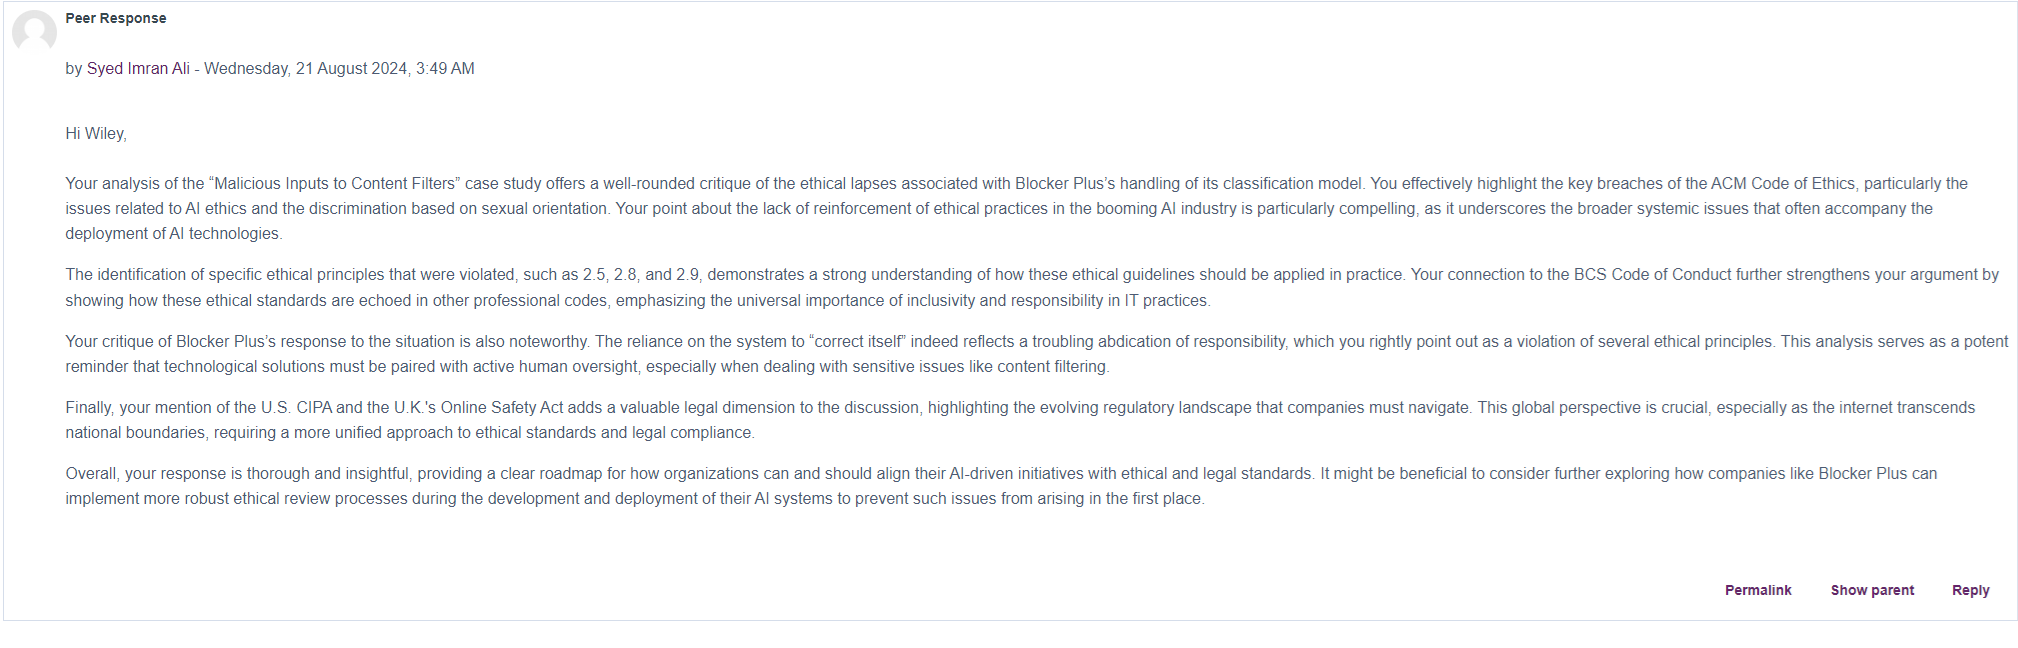 Peer Response
by Syed Imran Ali - Wednesday, 21 August 2024, 3:49 AM
Hi Wiley,
Your analysis of the “Malicious Inputs to Content Filters” case study offers a well-rounded critique of the ethical lapses associated with Blocker Plus’s handling of its classification model. You effectively highlight the key breaches of the ACM Code of Ethics, particularly the
issues related to AI ethics and the discrimination based on sexual orientation. Your point about the lack of reinforcement of ethical practices in the booming AI industry is particularly compelling, as it underscores the broader systemic issues that often accompany the
deployment of AI technologies.
The identification of specific ethical principles that were violated, such as 2.5, 2.8, and 2.9, demonstrates a strong understanding of how these ethical guidelines should be applied in practice. Your connection to the BCS Code of Conduct further strengthens your argument by
showing how these ethical standards are echoed in other professional codes, emphasizing the universal importance of inclusivity and responsibility in IT practices.
Your critique of Blocker Plus’s response to the situation is also noteworthy. The reliance on the system to “correct itself” indeed reflects a troubling abdication of responsibility, which you rightly point out as a violation of several ethical principles. This analysis serves as a potent
reminder that technological solutions must be paired with active human oversight, especially when dealing with sensitive issues like content filtering.
Finally, your mention of the U.S. CIPA and the U.K.'s Online Safety Act adds a valuable legal dimension to the discussion, highlighting the evolving regulatory landscape that companies must navigate. This global perspective is crucial, especially as the internet transcends
national boundaries, requiring a more unified approach to ethical standards and legal compliance.
Overall, your response is thorough and insightful, providing a clear roadmap for how organizations can and should align their AI-driven initiatives with ethical and legal standards. It might be beneficial to consider further exploring how companies like Blocker Plus can
implement more robust ethical review processes during the development and deployment of their AI systems to prevent such issues from arising in the first place.
Permalink Show parent Reply